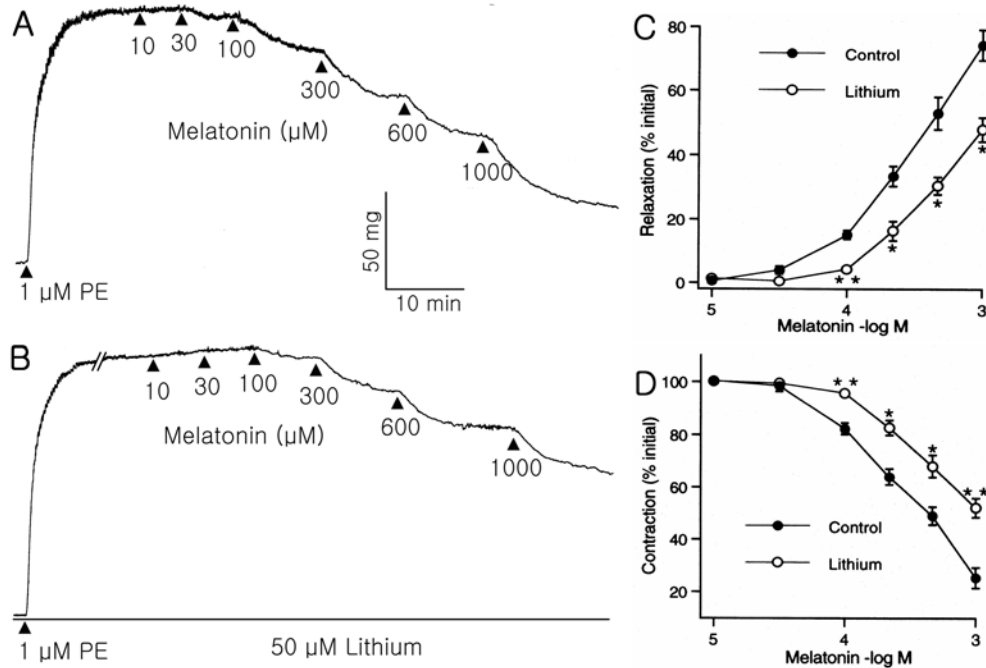 A
10
30
100
300
600
1000
Melatonin (μM)
50 mg
10 min
1 μM PE
B
10
30
100
300
600
1000
Melatonin (μM)
1 μM PE
50 μM Lithium
C
80
60
40
20
0
Relaxation (% initial)
Control
Lithium
* *
*
*
*
5
4
3
Melatonin -log M
D
100
80
60
40
20
Contraction (% initial)
* *
*
*
* *
Control
Lithium
5
4
3
Melatonin -log M